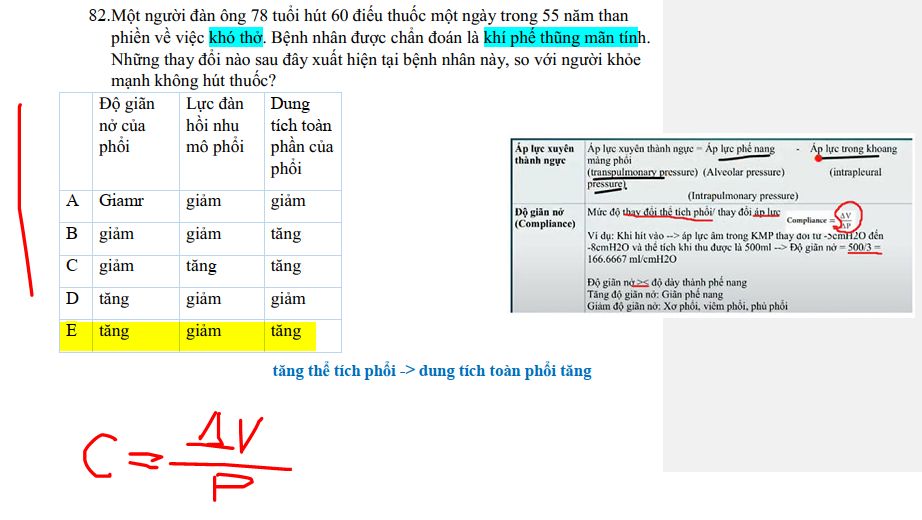 82.Một người đàn ông 78 tuổi hút 60 điếu thuốc một ngày trong 55 năm than
phiền về việc khó thở. Bệnh nhân được chẩn đoán là khí phế thũng mãn tính.
Những thay đổi nào sau đây xuất hiện tại bệnh nhân này, so với người khỏe
mạnh không hút thuốc?
Độ giãn nở của phổi Lực đàn hồi nhu mô phổi Dung tích toàn phần của phổi
A Giamr giảm giảm
B giảm giảm tăng
C giảm tăng tăng
D tăng giảm giảm
E tăng giảm tăng
tăng thể tích phổi -> dung tích toàn phổi tăng
C = ΔV
P
Áp lực xuyên thành ngực Áp lực xuyên thành ngực = Áp lực phế nang - Áp lực trong khoang
màng phổi
(transpulmonary pressure) (Alveolar pressure) (intrapleural
pressure)
(Intrapulmonary pressure)
Độ giãn nở (Compliance) Mức độ thay đổi thể tích phổi/ thay đổi áp lực Compliance = ΔV
ΔP
Ví dụ: Khi hít vào --> áp lực âm trong KMP thay đổi từ -5cmH2O đến
-8cmH2O và thể tích khí thu được là 500ml --> Độ giãn nở = 500/3 =
166.6667 ml/cmH2O
Độ giãn nở >< độ dày thành phế nang
Tăng độ giãn nở: Giãn phế nang
Giảm độ giãn nở: Xơ phổi, viêm phổi, phù phổi